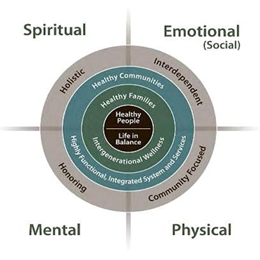 Spiritual
Emotional
(Social)
Holistic
Interdependent
Healthy Communities
Healthy Families
Healthy
People
Life in
Balance
Intergenerational Wellness
Highly Functional, Integrated System and Services
Honoring
Community Focused
Mental
Physical